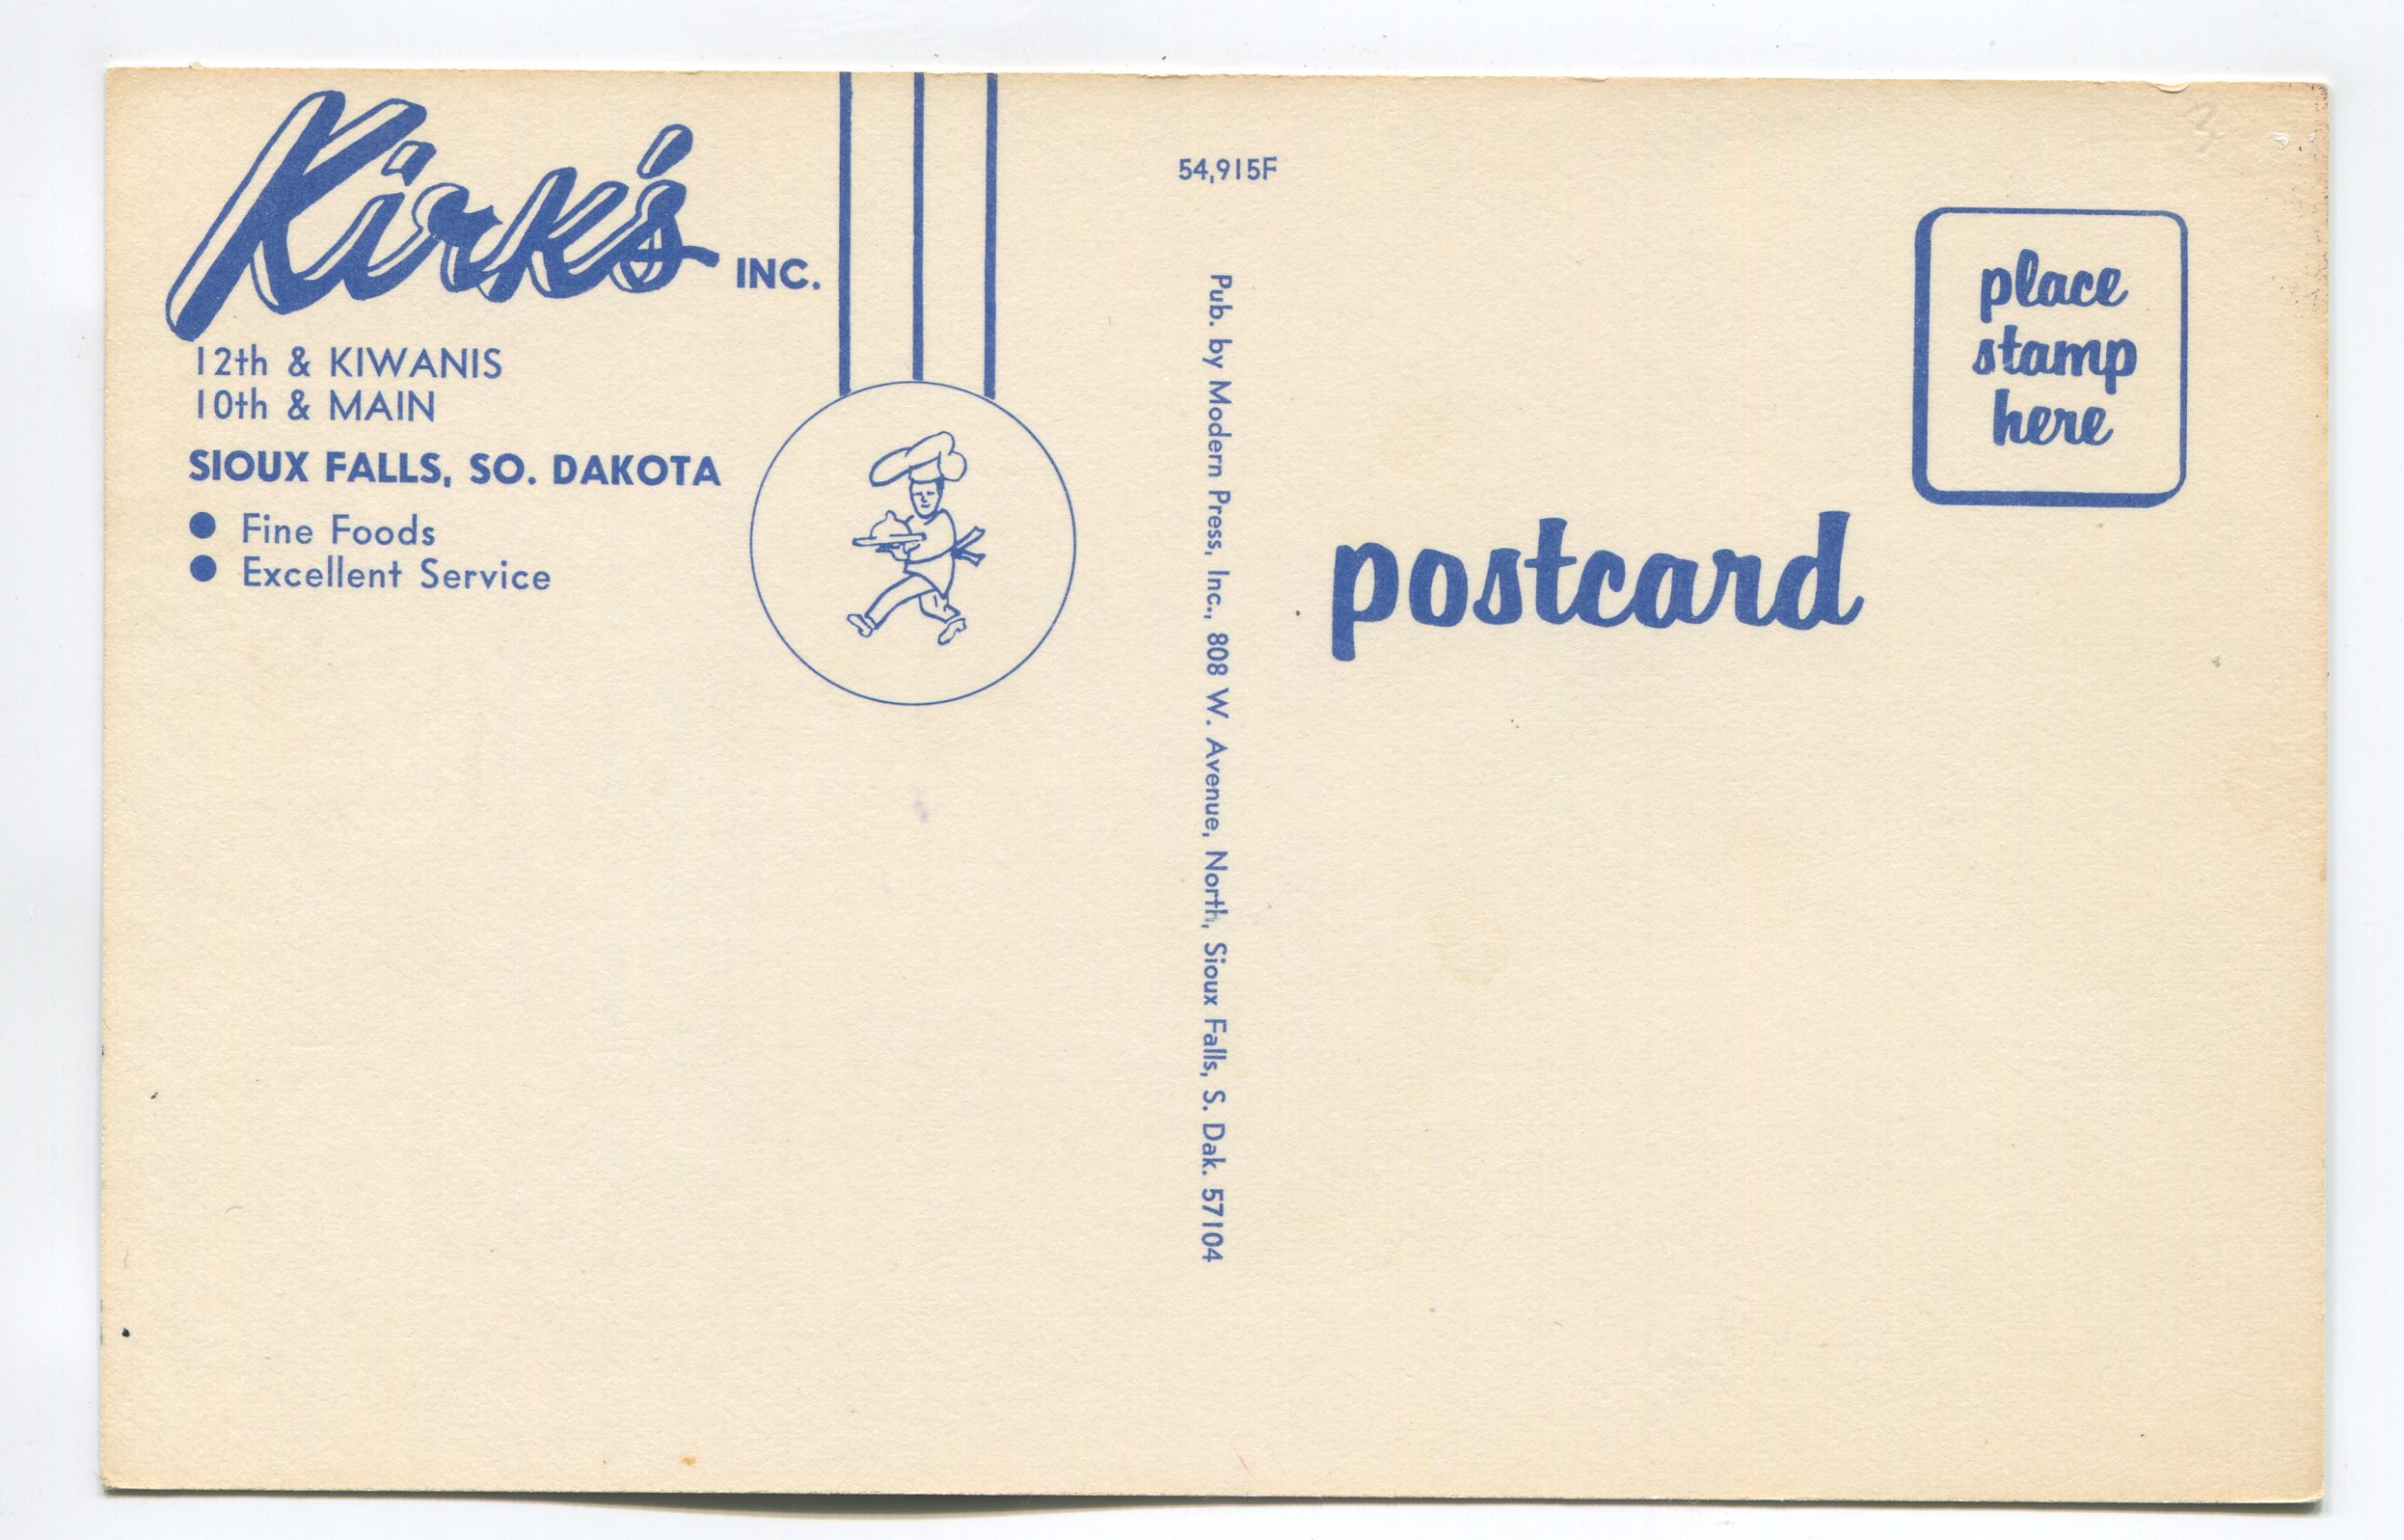 Kirk's INC.
12th & KIWANIS
10th & MAIN
SIOUX FALLS, SO. DAKOTA
● Fine Foods
● Excellent Service
54,915F
Pub. by Modern Press, Inc., 808 W. Avenue, North, Sioux Falls, S. Dak. 57104
place
stamp
here
postcard
3